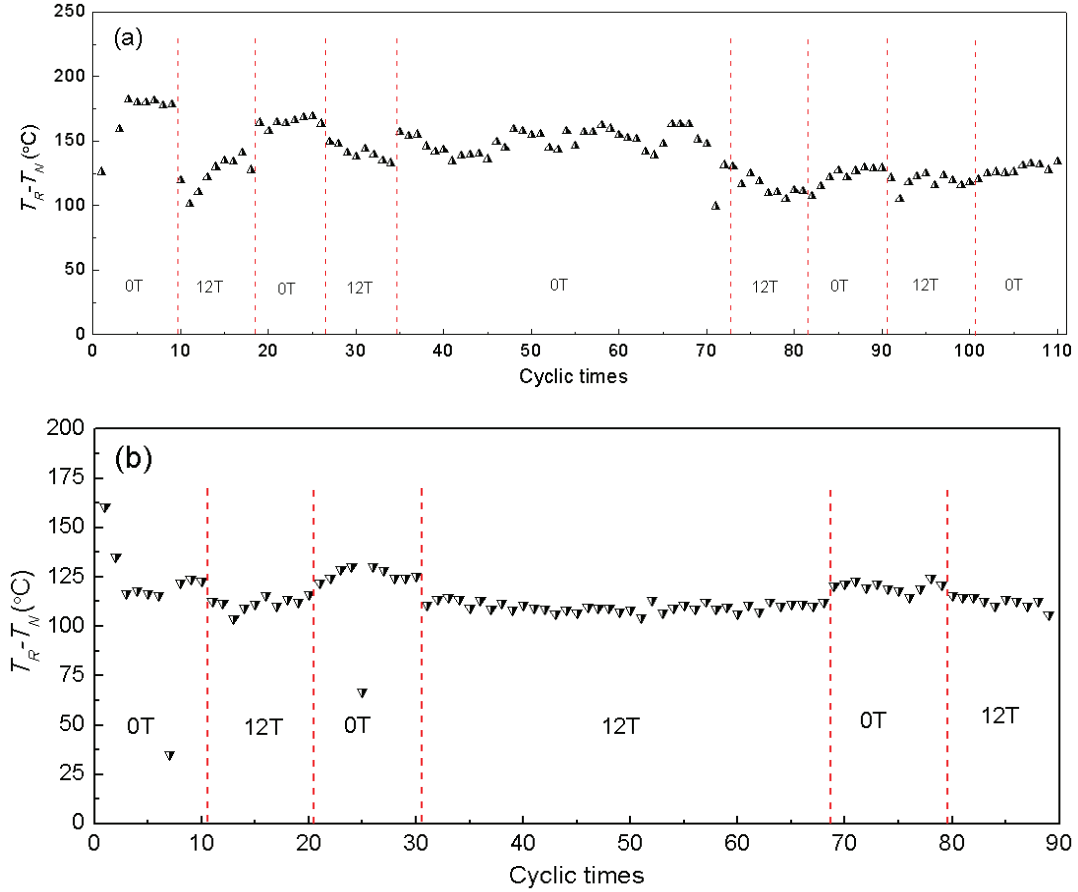 (a)
250
200
150
100
50
0
T_R-T_N (°C)
0T 12T 0T 12T 0T 12T 0T 12T 0T
0 10 20 30 40 50 60 70 80 90 100 110
Cyclic times
(b)
200
175
150
125
100
75
50
25
0
T_R-T_N (°C)
0T 12T 0T 12T 0T 12T
0 10 20 30 40 50 60 70 80 90
Cyclic times